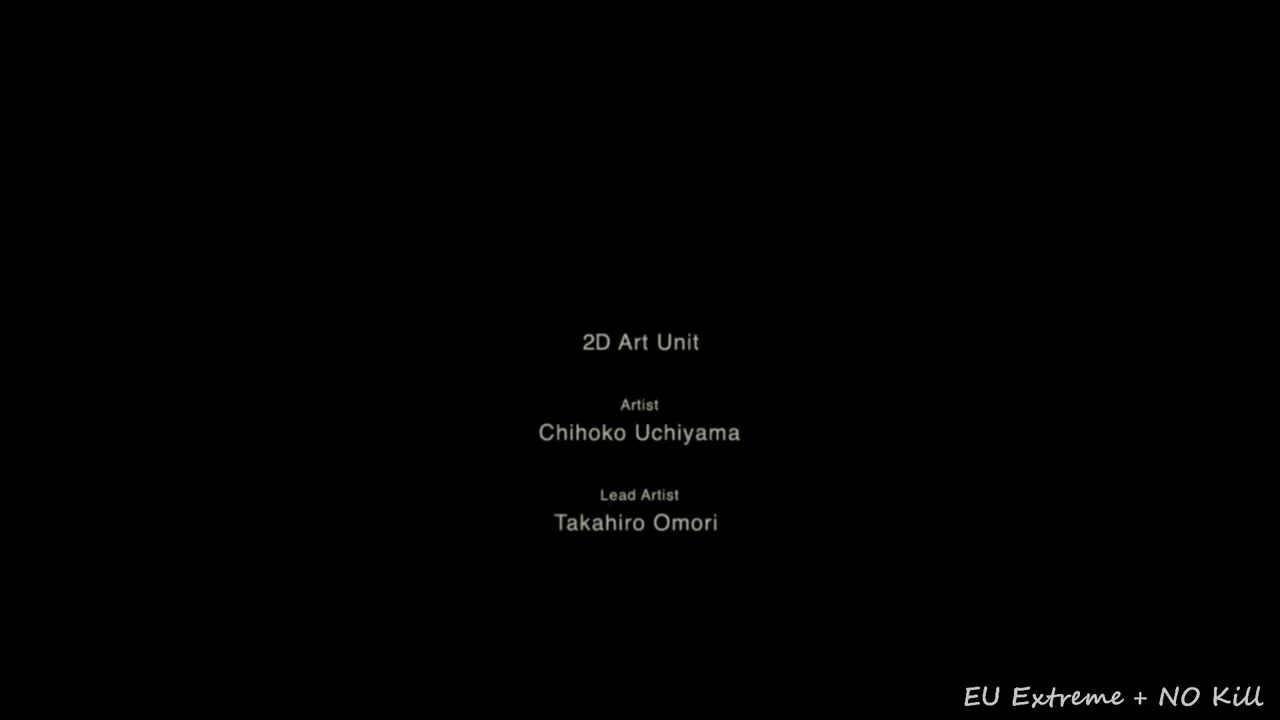 2D Art Unit
Artist
Chihoko Uchiyama
Lead Artist
Takahiro Omori
EU Extreme + NO Kill